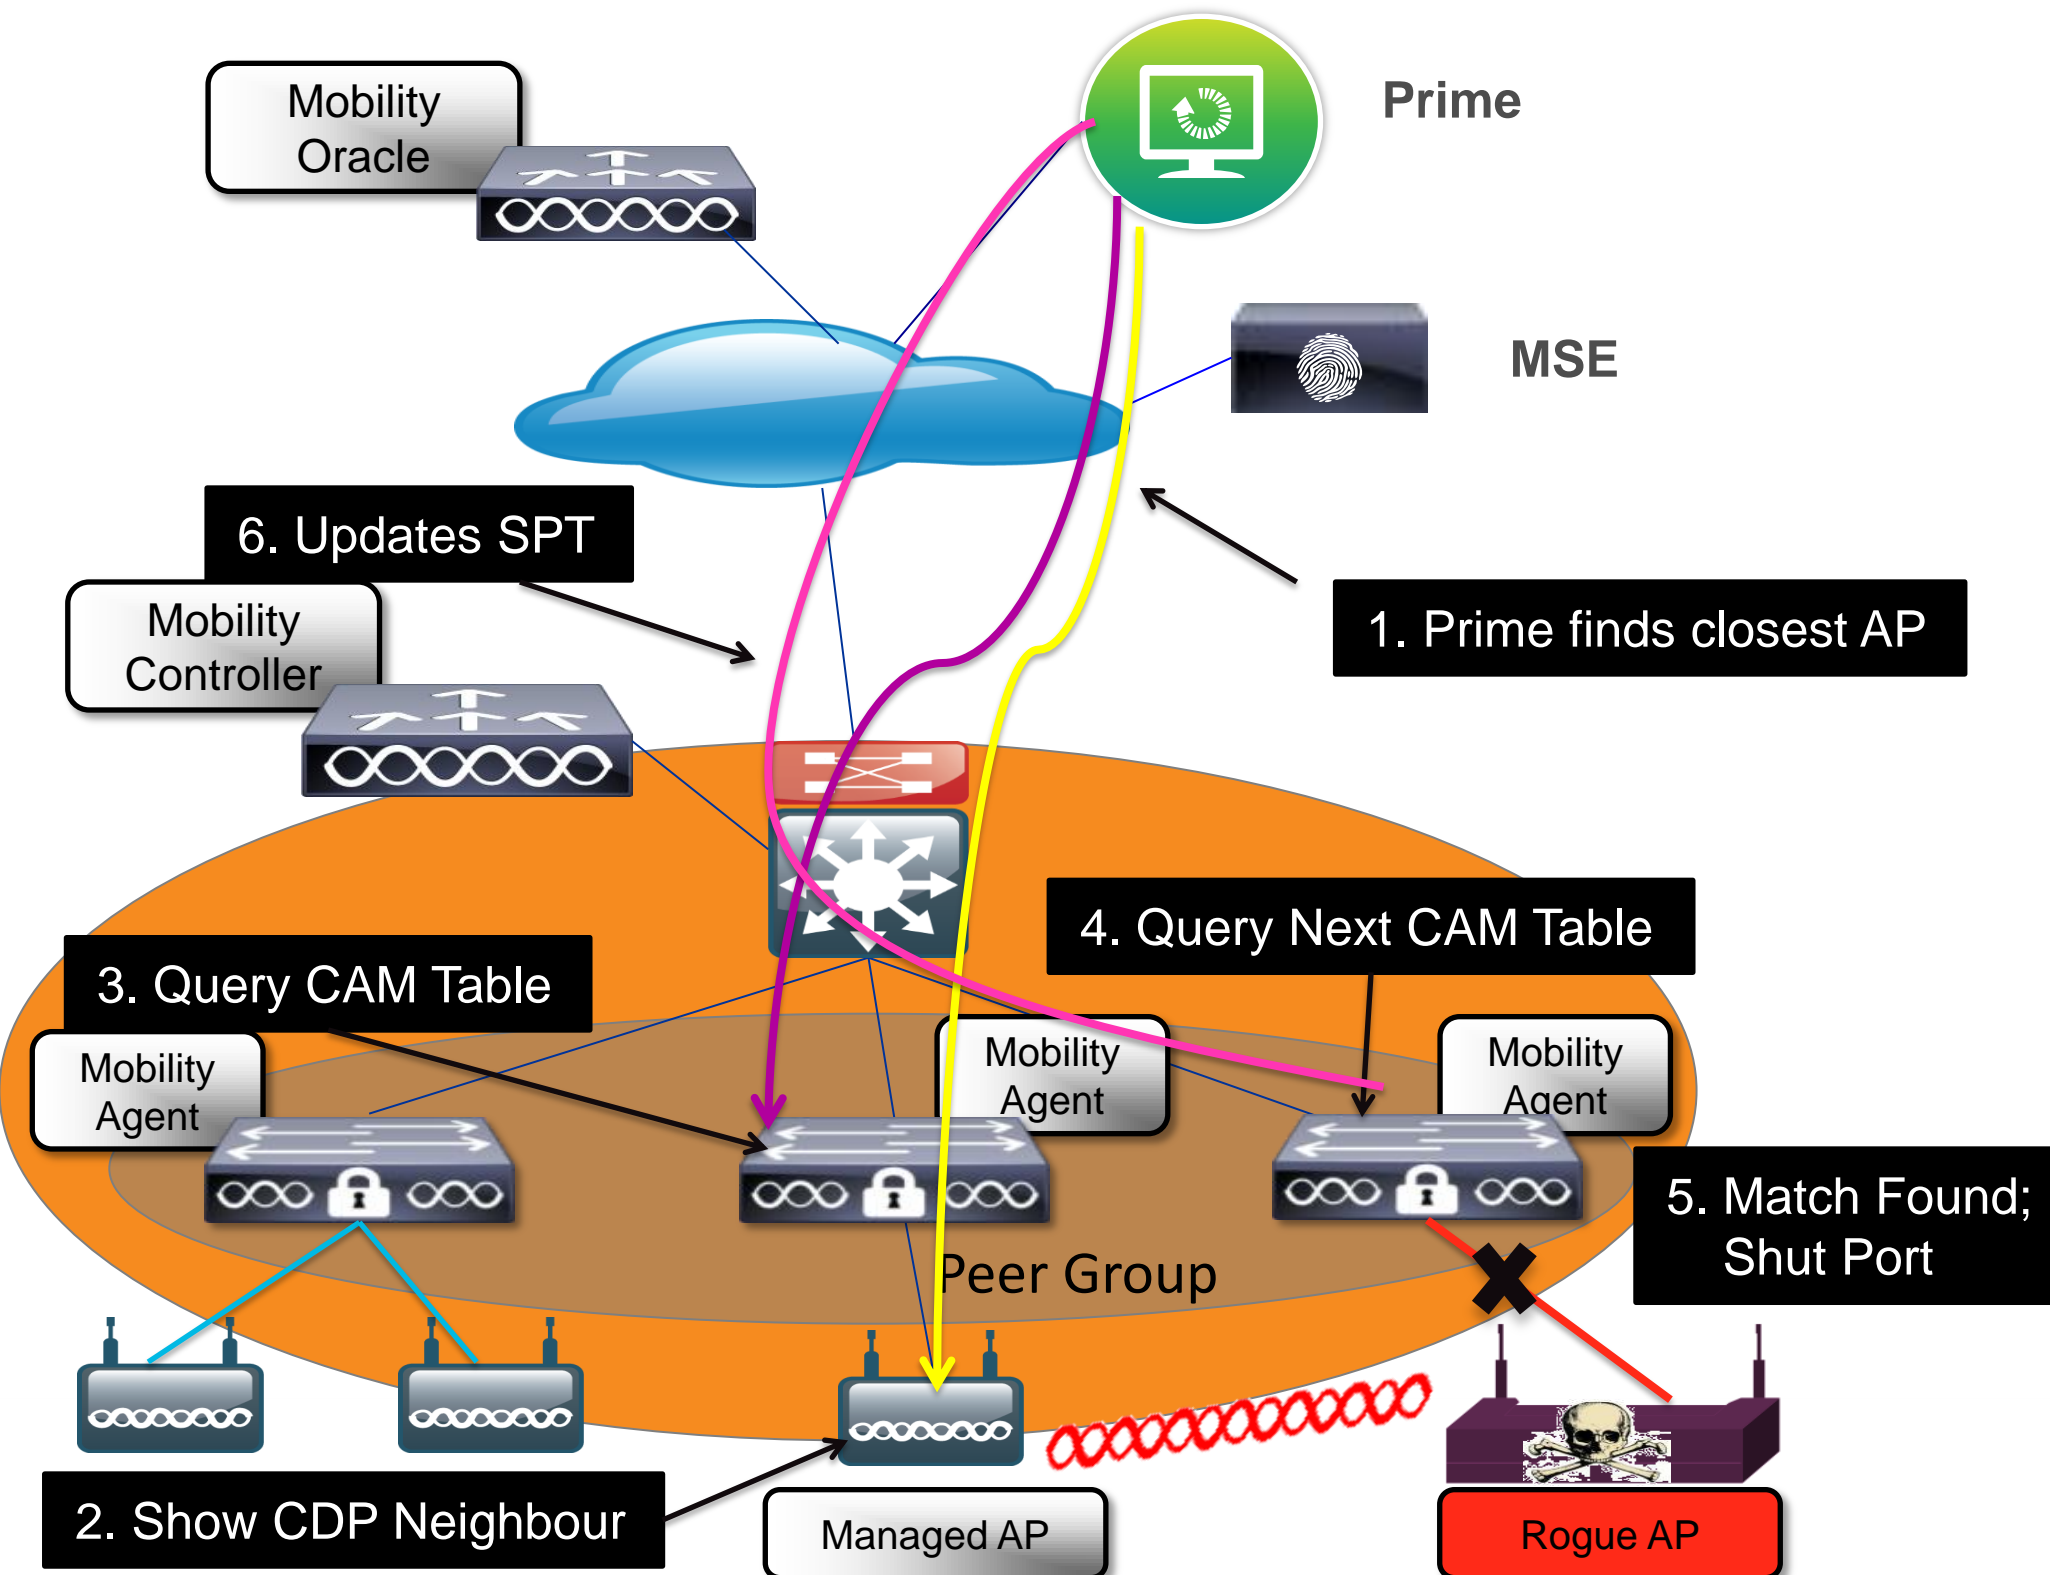 Mobility
Oracle
Prime
MSE
6. Updates SPT
Mobility
Controller
1. Prime finds closest AP
4. Query Next CAM Table
3. Query CAM Table
Mobility
Agent
Mobility
Agent
Mobility
Agent
5. Match Found;
Shut Port
Peer Group
2. Show CDP Neighbour
Managed AP
Rogue AP